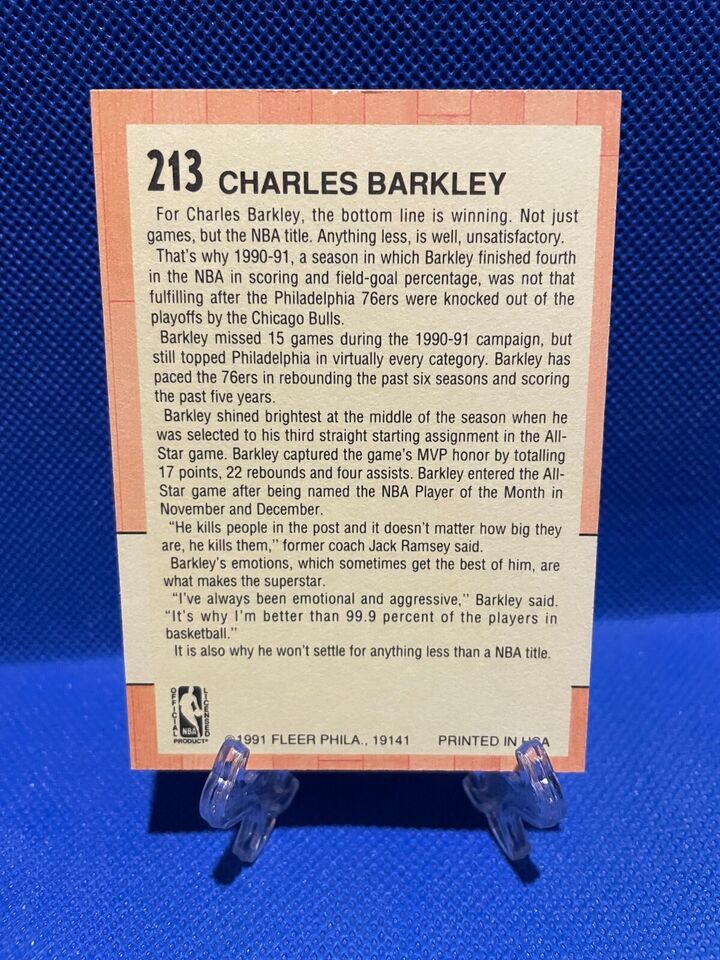 213 CHARLES BARKLEY
For Charles Barkley, the bottom line is winning. Not just
games, but the NBA title. Anything less, is well, unsatisfactory.
That's why 1990-91, a season in which Barkley finished fourth
in the NBA in scoring and field-goal percentage, was not that
fulfilling after the Philadelphia 76ers were knocked out of the
playoffs by the Chicago Bulls.
Barkley missed 15 games during the 1990-91 campaign, but
still topped Philadelphia in virtually every category. Barkley has
paced the 76ers in rebounding the past six seasons and scoring
the past five years.
Barkley shined brightest at the middle of the season when he
was selected to his third straight starting assignment in the All-
Star game. Barkley captured the game's MVP honor by totalling
17 points, 22 rebounds and four assists. Barkley entered the All-
Star game after being named the NBA Player of the Month in
November and December.
"He kills people in the post and it doesn't matter how big they
are, he kills them," former coach Jack Ramsey said.
Barkley's emotions, which sometimes get the best of him, are
what makes the superstar.
"I've always been emotional and aggressive," Barkley said.
"It's why I'm better than 99.9 percent of the players in
basketball."
It is also why he won't settle for anything less than a NBA title.
OFFICIAL LICENSED
NBA
PRODUCT®
©1991 FLEER PHILA., 19141 PRINTED IN USA